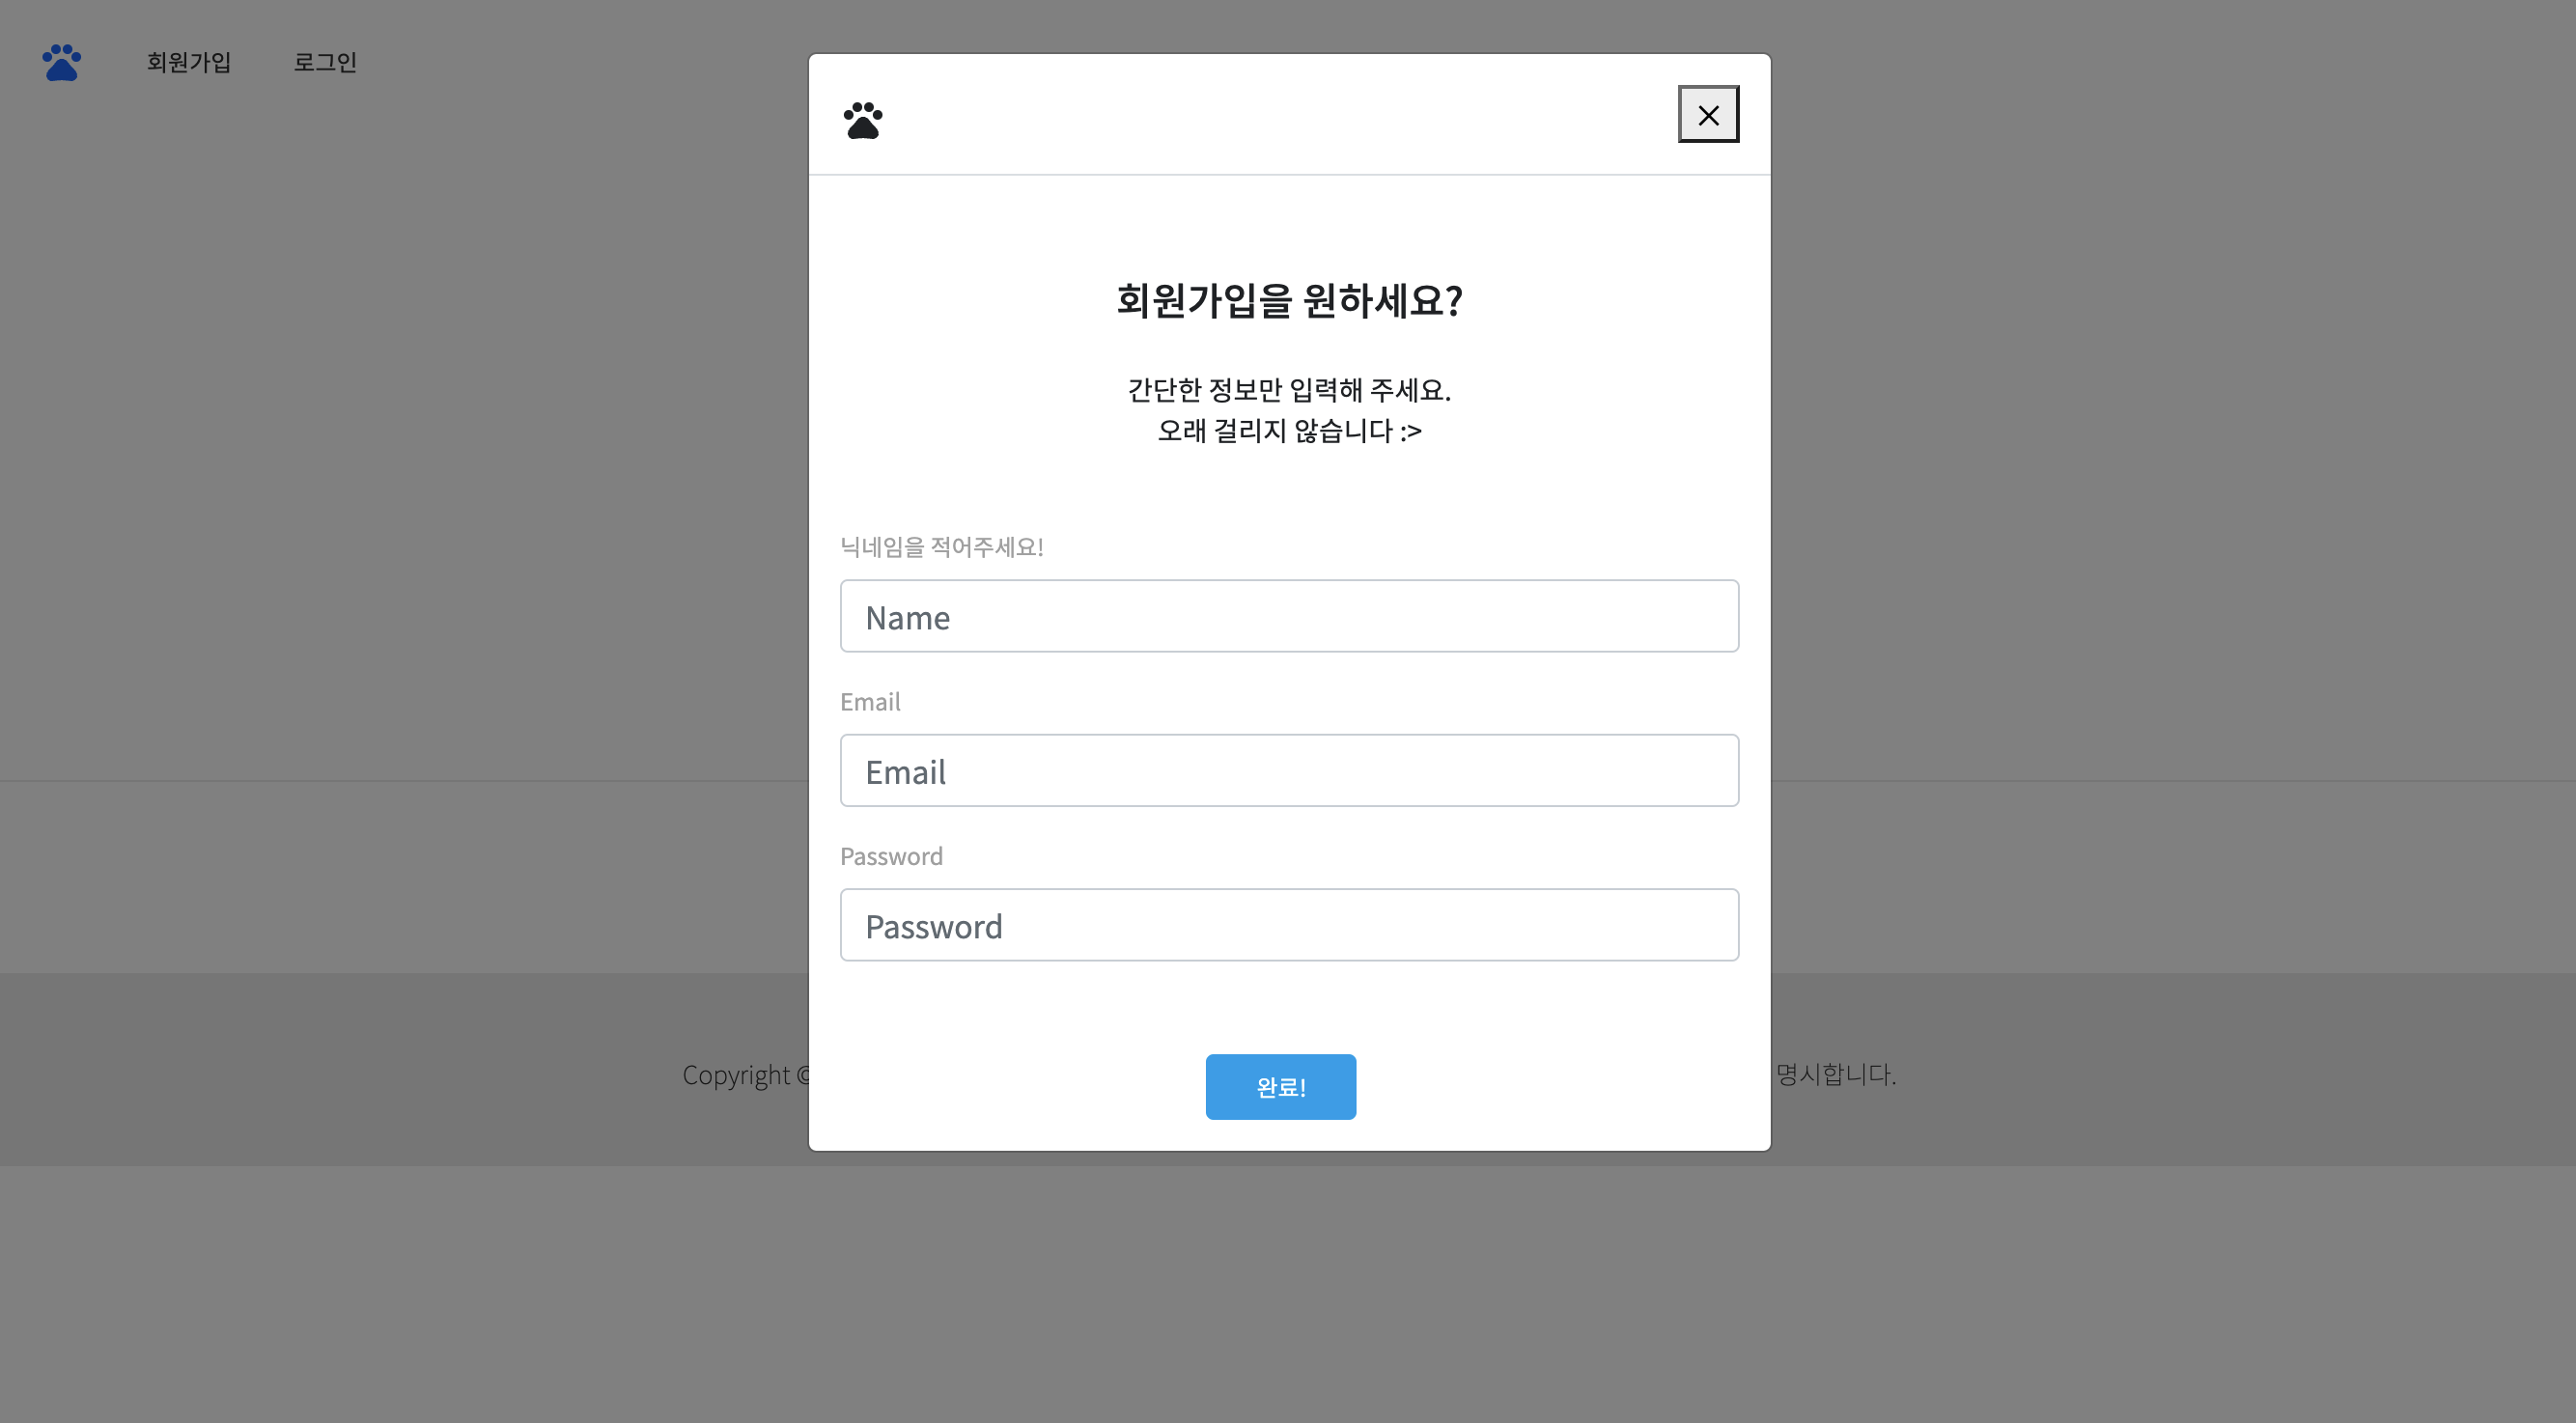 회원가입 로그인
회원가입을 원하세요?
간단한 정보만 입력해 주세요.
오래 걸리지 않습니다 :>
닉네임을 적어주세요!
Name
Email
Email
Password
Password
완료!
Copyright © 명시합니다.